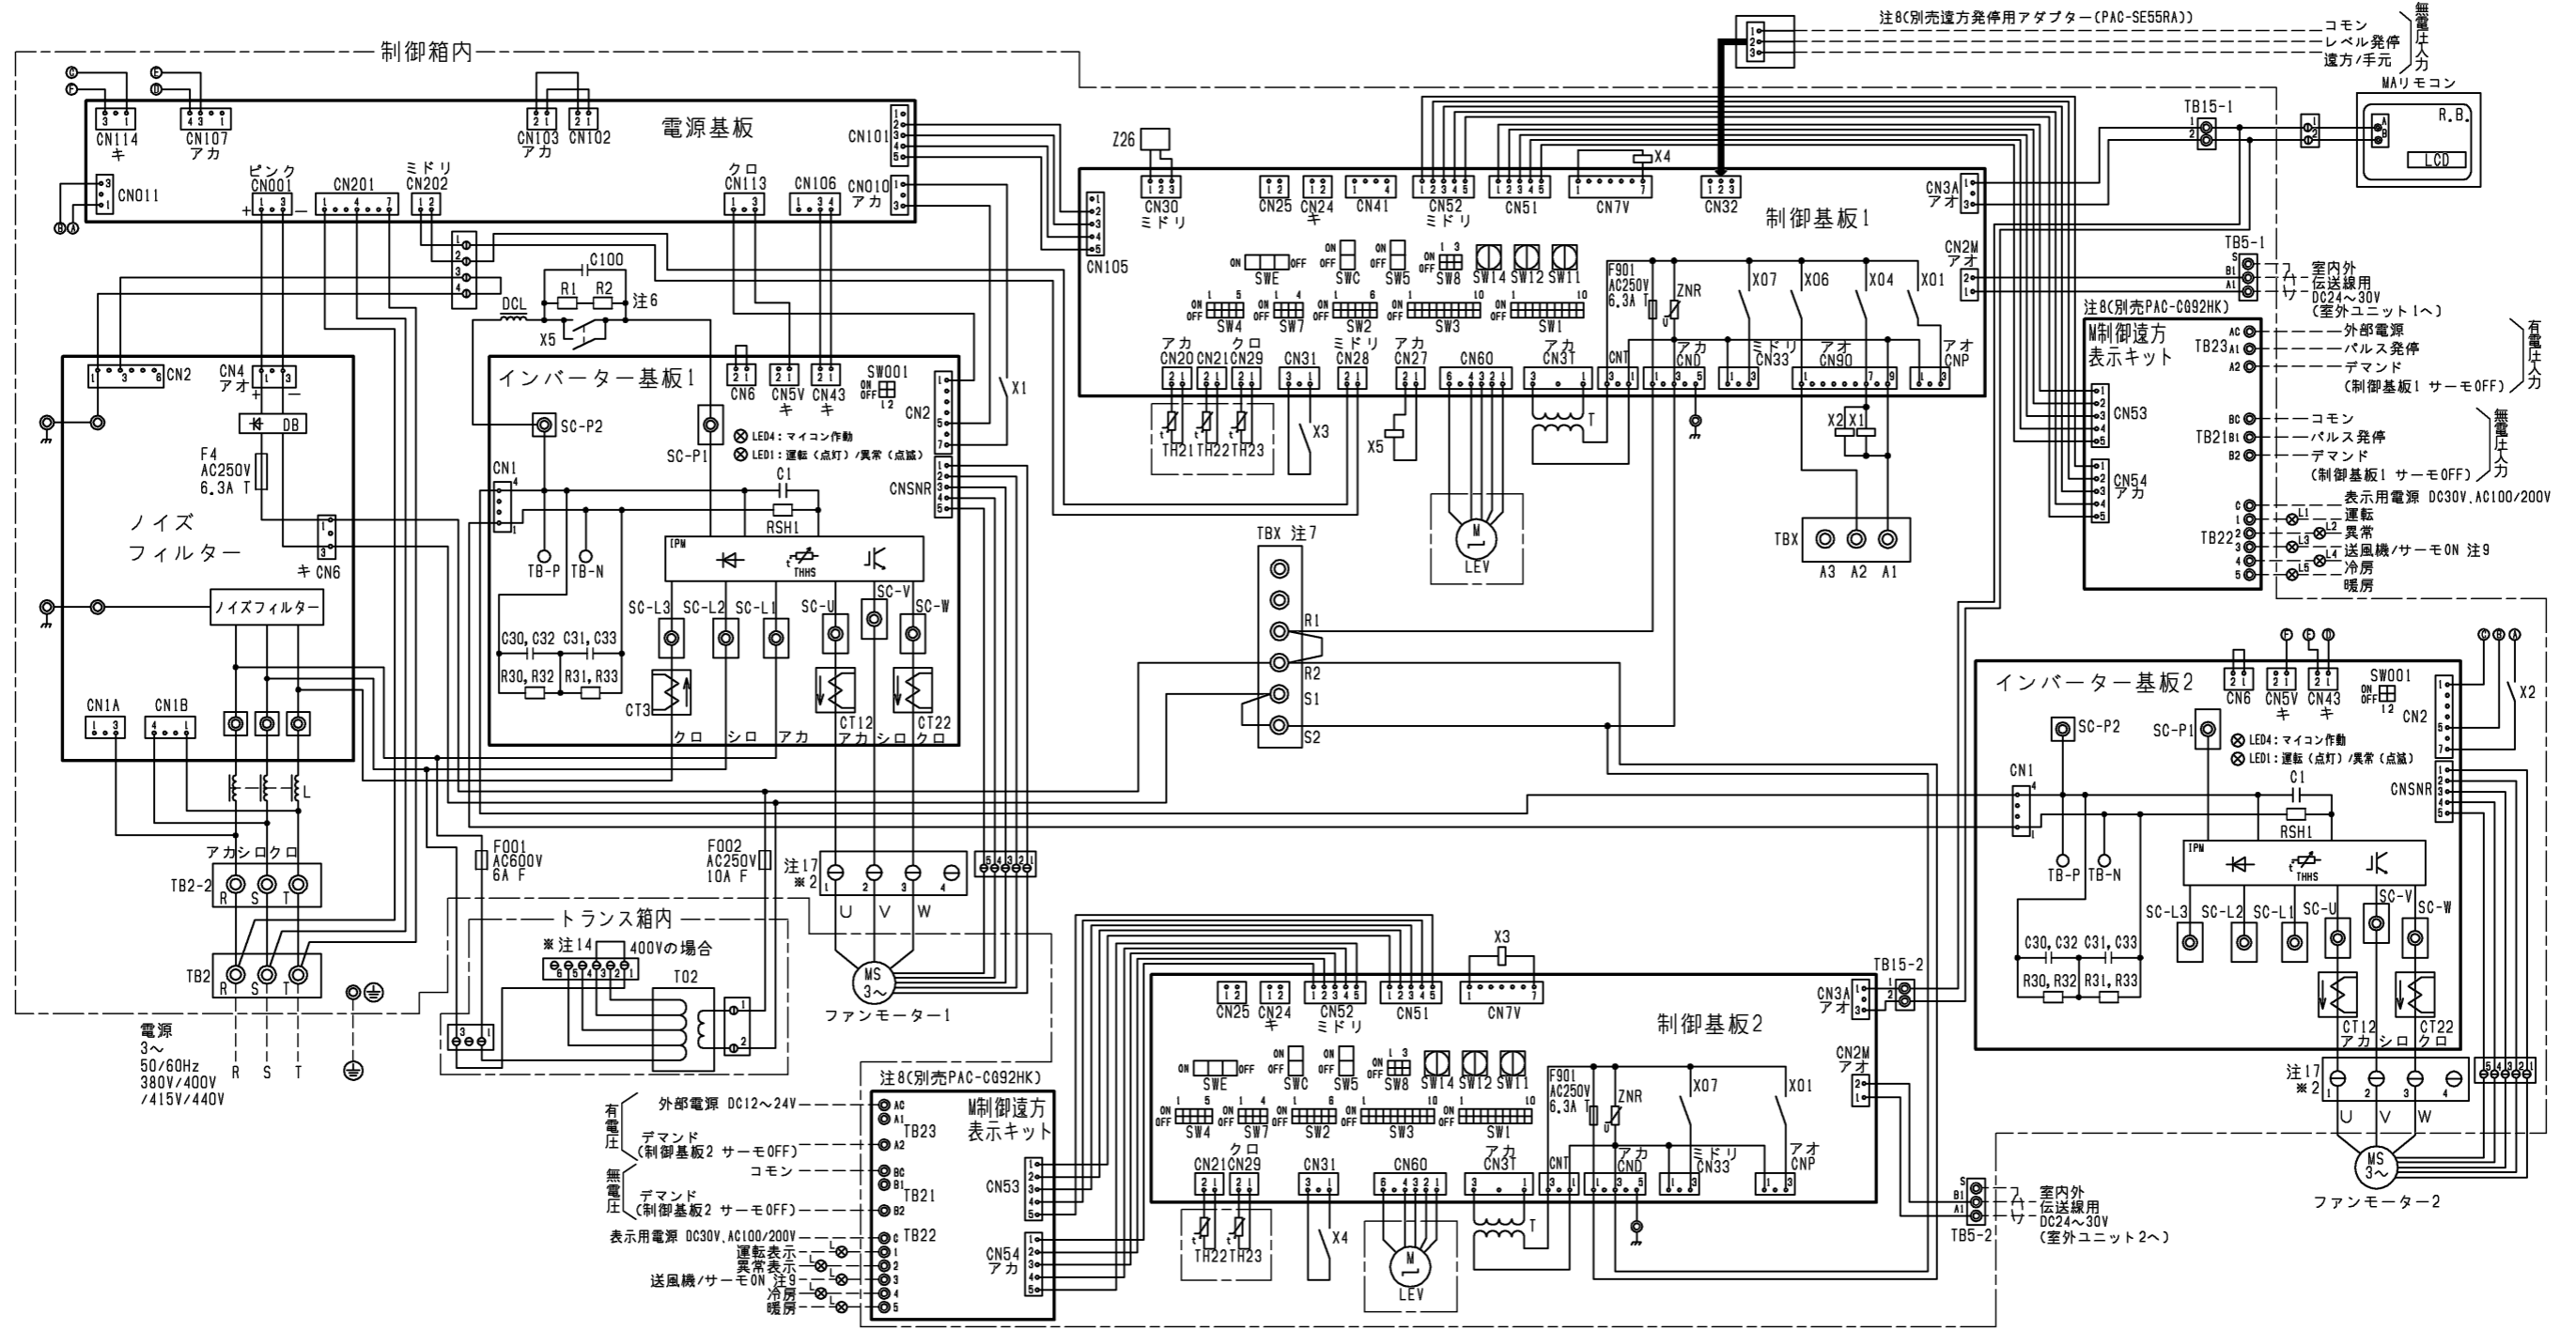 制御箱内
注8(別売遠方発停用アダプター(PAC-SE55RA))
コモン
レベル発停
遠方/手元
無電圧入力
MAリモコン
R.B.
LCD
A
B
TB15-1
電源基板
CN114
キ
CN107
アカ
CN103
アカ
CN102
CN101
CN011
ピンク
CN001
CN201
ミドリ
CN202
クロ
CN113
CN106
CN010
アカ
Z26
CN30
ミドリ
CN25
CN24
キ
CN41
CN52
ミドリ
CN51
CN7V
X4
CN32
制御基板1
CN3A
アオ
CN2M
アオ
CN105
SWE
ON
OFF
SWC
SW5
SW8
SW14
SW12
SW11
SW4
SW7
SW2
SW3
SW1
F901
AC250V
6.3A T
ZNR
X07
X06
X04
X01
アカ
CN20
CN21
クロ
CN29
CN31
ミドリ
CN28
アカ
CN27
CN60
アカ
CN3T
CNT
アカ
CND
ミドリ
CN33
アオ
CN90
アオ
CNP
TH21
TH22
TH23
X3
X5
M
LEV
T
X2
X1
TBX
A3 A2 A1
TB5-1
S
B1
A1
室内外
伝送線用
DC24～30V
(室外ユニット1へ)
注8(別売PAC-CG92HK)
M制御遠方
表示キット
TB23
AC
A1
A2
外部電源
パルス発停
デマンド
(制御基板1 サーモOFF)
有電圧入力
TB21
BC
B1
B2
コモン
パルス発停
デマンド
(制御基板1 サーモOFF)
無電圧入力
表示用電源 DC30V、AC100/200V
TB22
L1
運転
L2
異常
L3
送風機/サーモON 注9
L4
冷房
L5
暖房
CN53
CN54
アカ
C100
R1
R2
注6
DCL
X5
CN2
CN4
アオ
DB
F4
AC250V
6.3A T
ノイズ
フィルター
キ CN6
ノイズフィルター
CN1A
CN1B
L
アカシロクロ
TB2-2
R S T
TB2
R S T
電源
3～
50/60Hz
380V/400V
/415V/440V
R S T
インバーター基板1
CN6
CN5V
キ
CN43
キ
SW001
ON
OFF
CN2
X1
SC-P2
SC-P1
LED4：マイコン作動
LED1：運転（点灯）/異常（点滅）
CN1
C1
RSH1
CNSNR
TB-P
TB-N
IPM
THHS
SC-L3
SC-L2
SC-L1
SC-U
SC-V
SC-W
C30,C32
C31,C33
R30,R32
R31,R33
CT3
CT12
CT22
クロ
シロ
アカ
アカ
シロ
クロ
TBX 注7
R1
R2
S1
S2
F001
AC600V
6A F
F002
AC250V
10A F
注17
※2
U V W
MS
3～
ファンモーター1
トランス箱内
※注14
400Vの場合
T02
インバーター基板2
CN6
CN5V
キ
CN43
キ
SW001
ON
OFF
CN2
X2
SC-P2
SC-P1
LED4：マイコン作動
LED1：運転（点灯）/異常（点滅）
CN1
C1
RSH1
CNSNR
TB-P
TB-N
IPM
THHS
SC-L3
SC-L2
SC-L1
SC-U
SC-V
SC-W
C30,C32
C31,C33
R30,R32
R31,R33
CT12
CT22
アカ
シロ
クロ
注17
※2
U V W
MS
3～
ファンモーター2
X3
CN25
CN24
キ
CN52
ミドリ
CN51
CN7V
制御基板2
CN3A
アオ
TB15-2
CN2M
アオ
SWE
ON
OFF
SWC
SW5
SW8
SW14
SW12
SW11
SW4
SW7
SW2
SW3
SW1
F901
AC250V
6.3A T
ZNR
X07
X01
CN21
クロ
CN29
CN31
CN60
アカ
CN3T
CNT
アカ
CND
ミドリ
CN33
アオ
CNP
TH22
TH23
X4
M
LEV
T
TB5-2
S
B1
A1
室内外
伝送線用
DC24～30V
(室外ユニット2へ)
注8(別売PAC-CG92HK)
M制御遠方
表示キット
有電圧
外部電源 DC12～24V
デマンド
(制御基板2 サーモOFF)
AC
A1
A2
TB23
無電圧
コモン
デマンド
(制御基板2 サーモOFF)
BC
B1
B2
TB21
表示用電源 DC30V、AC100/200V
TB22
運転表示
異常表示
送風機/サーモON 注9
冷房
暖房
CN53
CN54
アカ